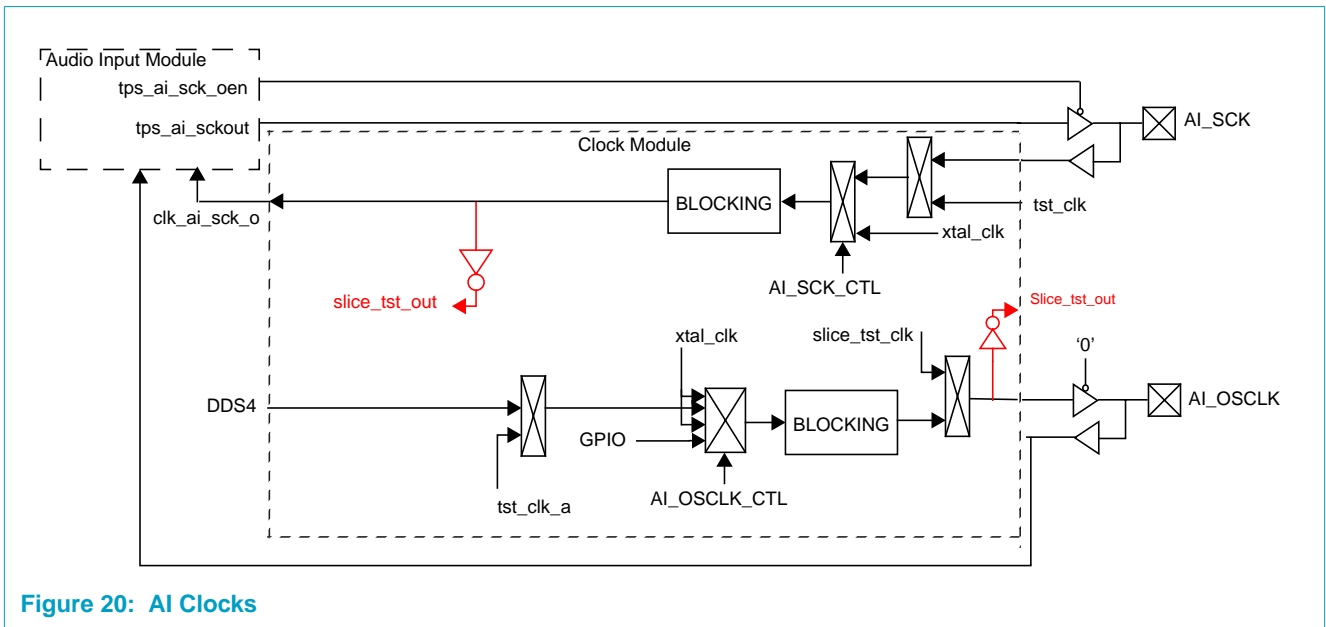 Audio Input Module
tps_ai_sck_oen
tps_ai_sckout
AI_SCK
Clock Module
BLOCKING
tst_clk
clk_ai_sck_o
xtal_clk
AI_SCK_CTL
slice_tst_out
Slice_tst_out
xtal_clk
slice_tst_clk
‘0’
DDS4
AI_OSCLK
GPIO
BLOCKING
tst_clk_a
AI_OSCLK_CTL
Figure 20: AI Clocks